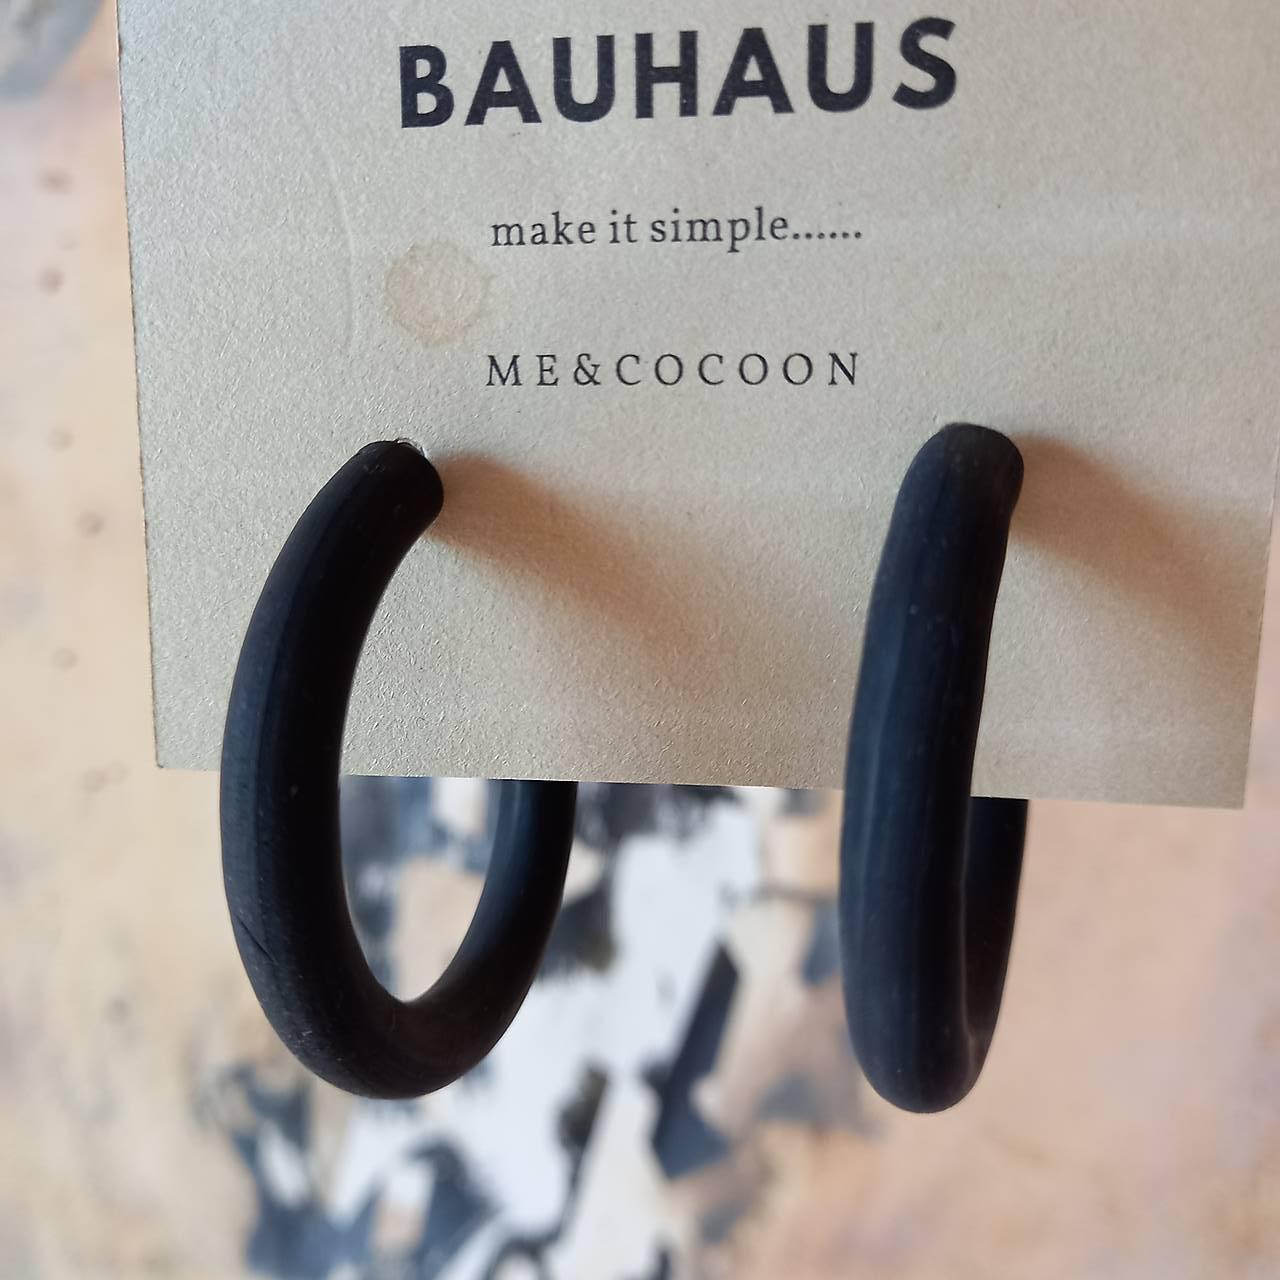 BAUHAUS
make it simple......
ME&COCOON